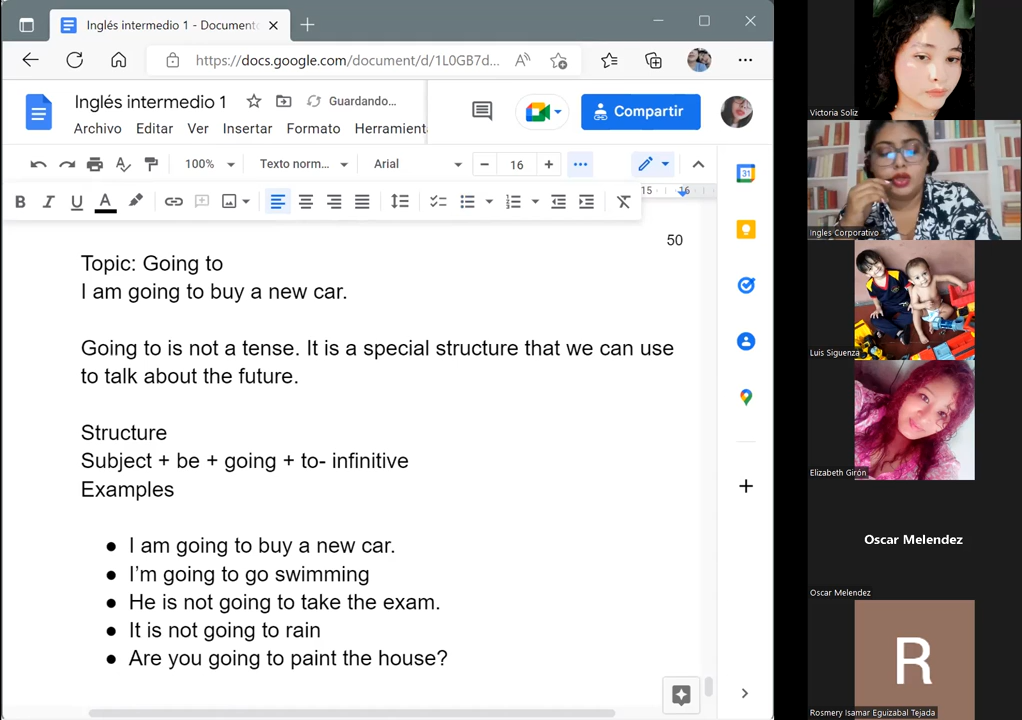 Inglés intermedio 1 - Document
https://docs.google.com/document/d/1L0GB7d...
Inglés intermedio 1
Guardando...
Archivo Editar Ver Insertar Formato Herramient
Compartir
100% Texto norm... Arial 16
15 16
31
50
Topic: Going to
I am going to buy a new car.
Going to is not a tense. It is a special structure that we can use
to talk about the future.
Structure
Subject + be + going + to- infinitive
Examples
● I am going to buy a new car.
● I'm going to go swimming
● He is not going to take the exam.
● It is not going to rain
● Are you going to paint the house?
Victoria Soliz
Ingles Corporativo
Luis Siguenza
Elizabeth Girón
Oscar Melendez
Oscar Melendez
R
Rosmery Isamar Eguizabal Tejada